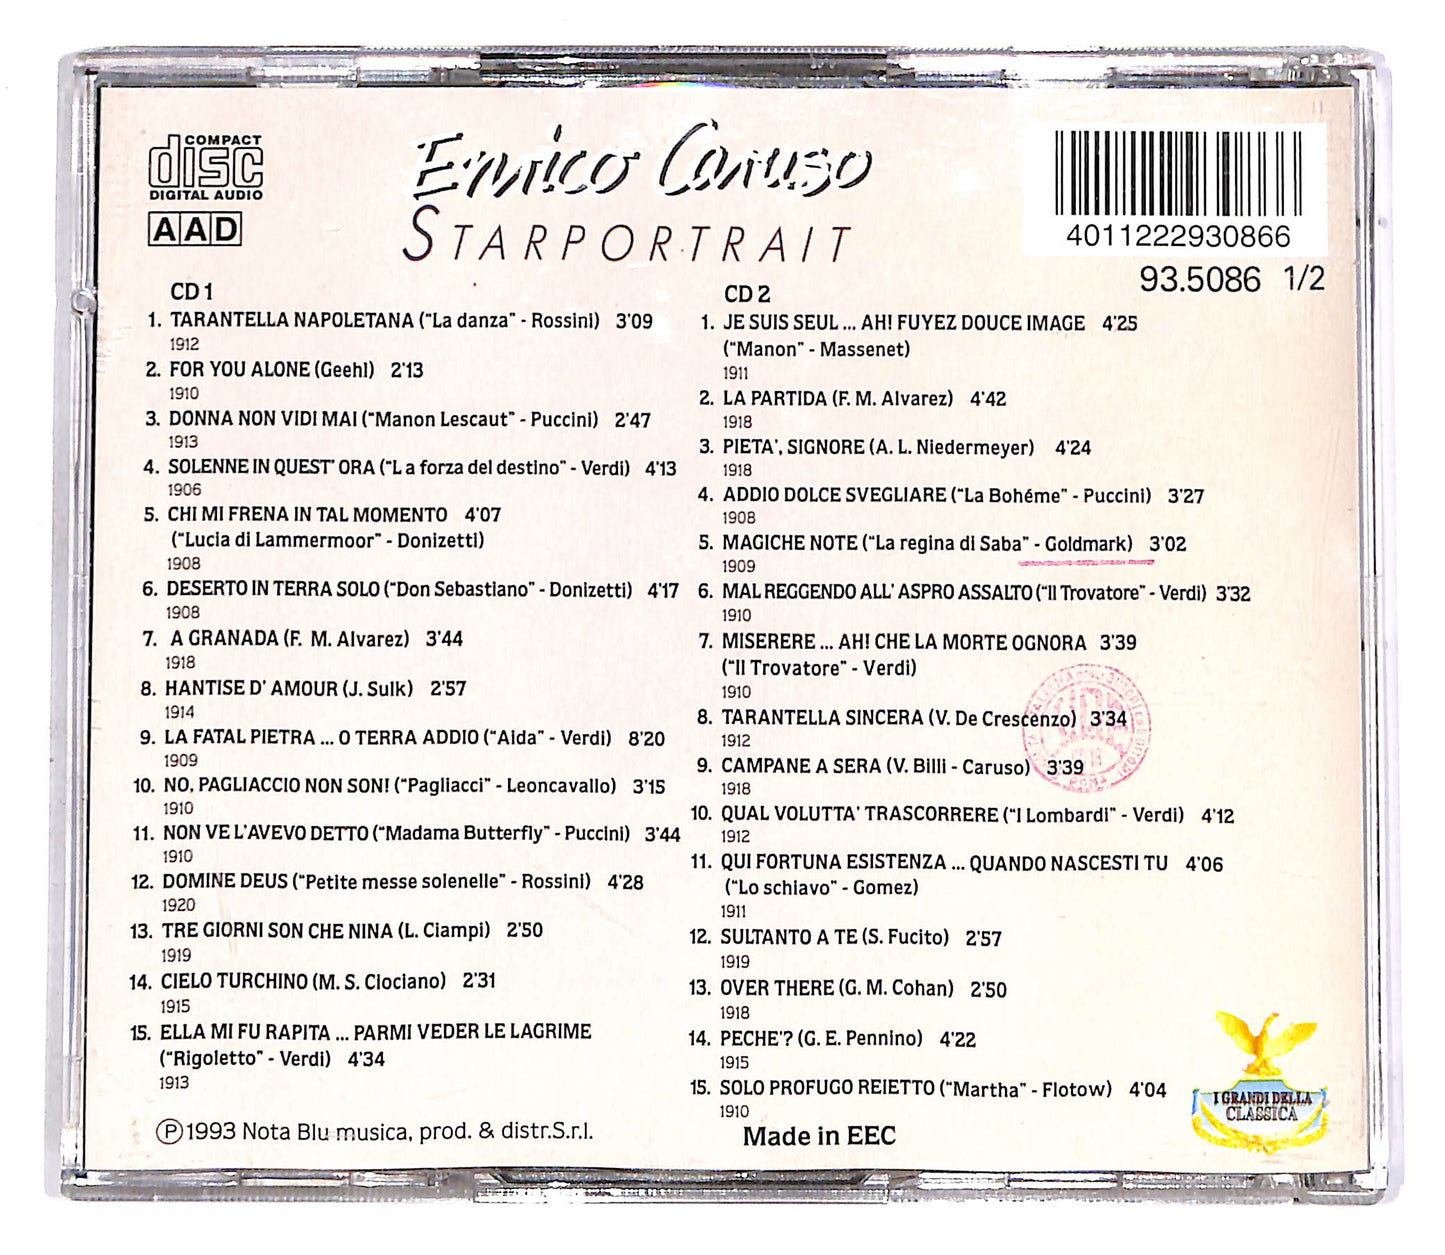 COMPACT
disc
DIGITAL AUDIO
AAD
Enrico Caruso
STARPORTRAIT
4011222930866
93.5086 1/2
CD 1
1. TARANTELLA NAPOLETANA ("La danza" - Rossini) 3'09
1912
2. FOR YOU ALONE (Geehl) 2'13
1910
3. DONNA NON VIDI MAI ("Manon Lescaut" - Puccini) 2'47
1913
4. SOLENNE IN QUEST' ORA ("La forza del destino" - Verdi) 4'13
1906
5. CHI MI FRENA IN TAL MOMENTO 4'07
("Lucia di Lammermoor" - Donizetti)
1908
6. DESERTO IN TERRA SOLO ("Don Sebastiano" - Donizetti) 4'17
1908
7. A GRANADA (F. M. Alvarez) 3'44
1918
8. HANTISE D' AMOUR (J. Sulk) 2'57
1914
9. LA FATAL PIETRA ... O TERRA ADDIO ("Aida" - Verdi) 8'20
1909
10. NO, PAGLIACCIO NON SON! ("Pagliacci" - Leoncavallo) 3'15
1910
11. NON VE L'AVEVO DETTO ("Madama Butterfly" - Puccini) 3'44
1910
12. DOMINE DEUS ("Petite messe solenelle" - Rossini) 4'28
1920
13. TRE GIORNI SON CHE NINA (L. Ciampi) 2'50
1919
14. CIELO TURCHINO (M. S. Ciociano) 2'31
1915
15. ELLA MI FU RAPITA ... PARMI VEDER LE LAGRIME
("Rigoletto" - Verdi) 4'34
1913
Ⓟ 1993 Nota Blu musica, prod. & distr.S.r.l.
CD 2
1. JE SUIS SEUL ... AH! FUYEZ DOUCE IMAGE 4'25
("Manon" - Massenet)
1911
2. LA PARTIDA (F. M. Alvarez) 4'42
1918
3. PIETA', SIGNORE (A. L. Niedermeyer) 4'24
1918
4. ADDIO DOLCE SVEGLIARE ("La Bohéme" - Puccini) 3'27
1908
5. MAGICHE NOTE ("La regina di Saba" - Goldmark) 3'02
1909
6. MAL REGGENDO ALL' ASPRO ASSALTO ("Il Trovatore" - Verdi) 3'32
1910
7. MISERERE ... AH! CHE LA MORTE OGNORA 3'39
("Il Trovatore" - Verdi)
1910
8. TARANTELLA SINCERA (V. De Crescenzo) 3'34
1912
9. CAMPANE A SERA (V. Billi - Caruso) 3'39
1918
10. QUAL VOLUTTA' TRASCORRERE ("I Lombardi" - Verdi) 4'12
1912
11. QUI FORTUNA ESISTENZA ... QUANDO NASCESTI TU 4'06
("Lo schiavo" - Gomez)
1911
12. SULTANTO A TE (S. Fucito) 2'57
1919
13. OVER THERE (G. M. Cohan) 2'50
1918
14. PECHE'? (G. E. Pennino) 4'22
1915
15. SOLO PROFUGO REIETTO ("Martha" - Flotow) 4'04
1910
Made in EEC
I GRANDI DELLA
CLASSICA